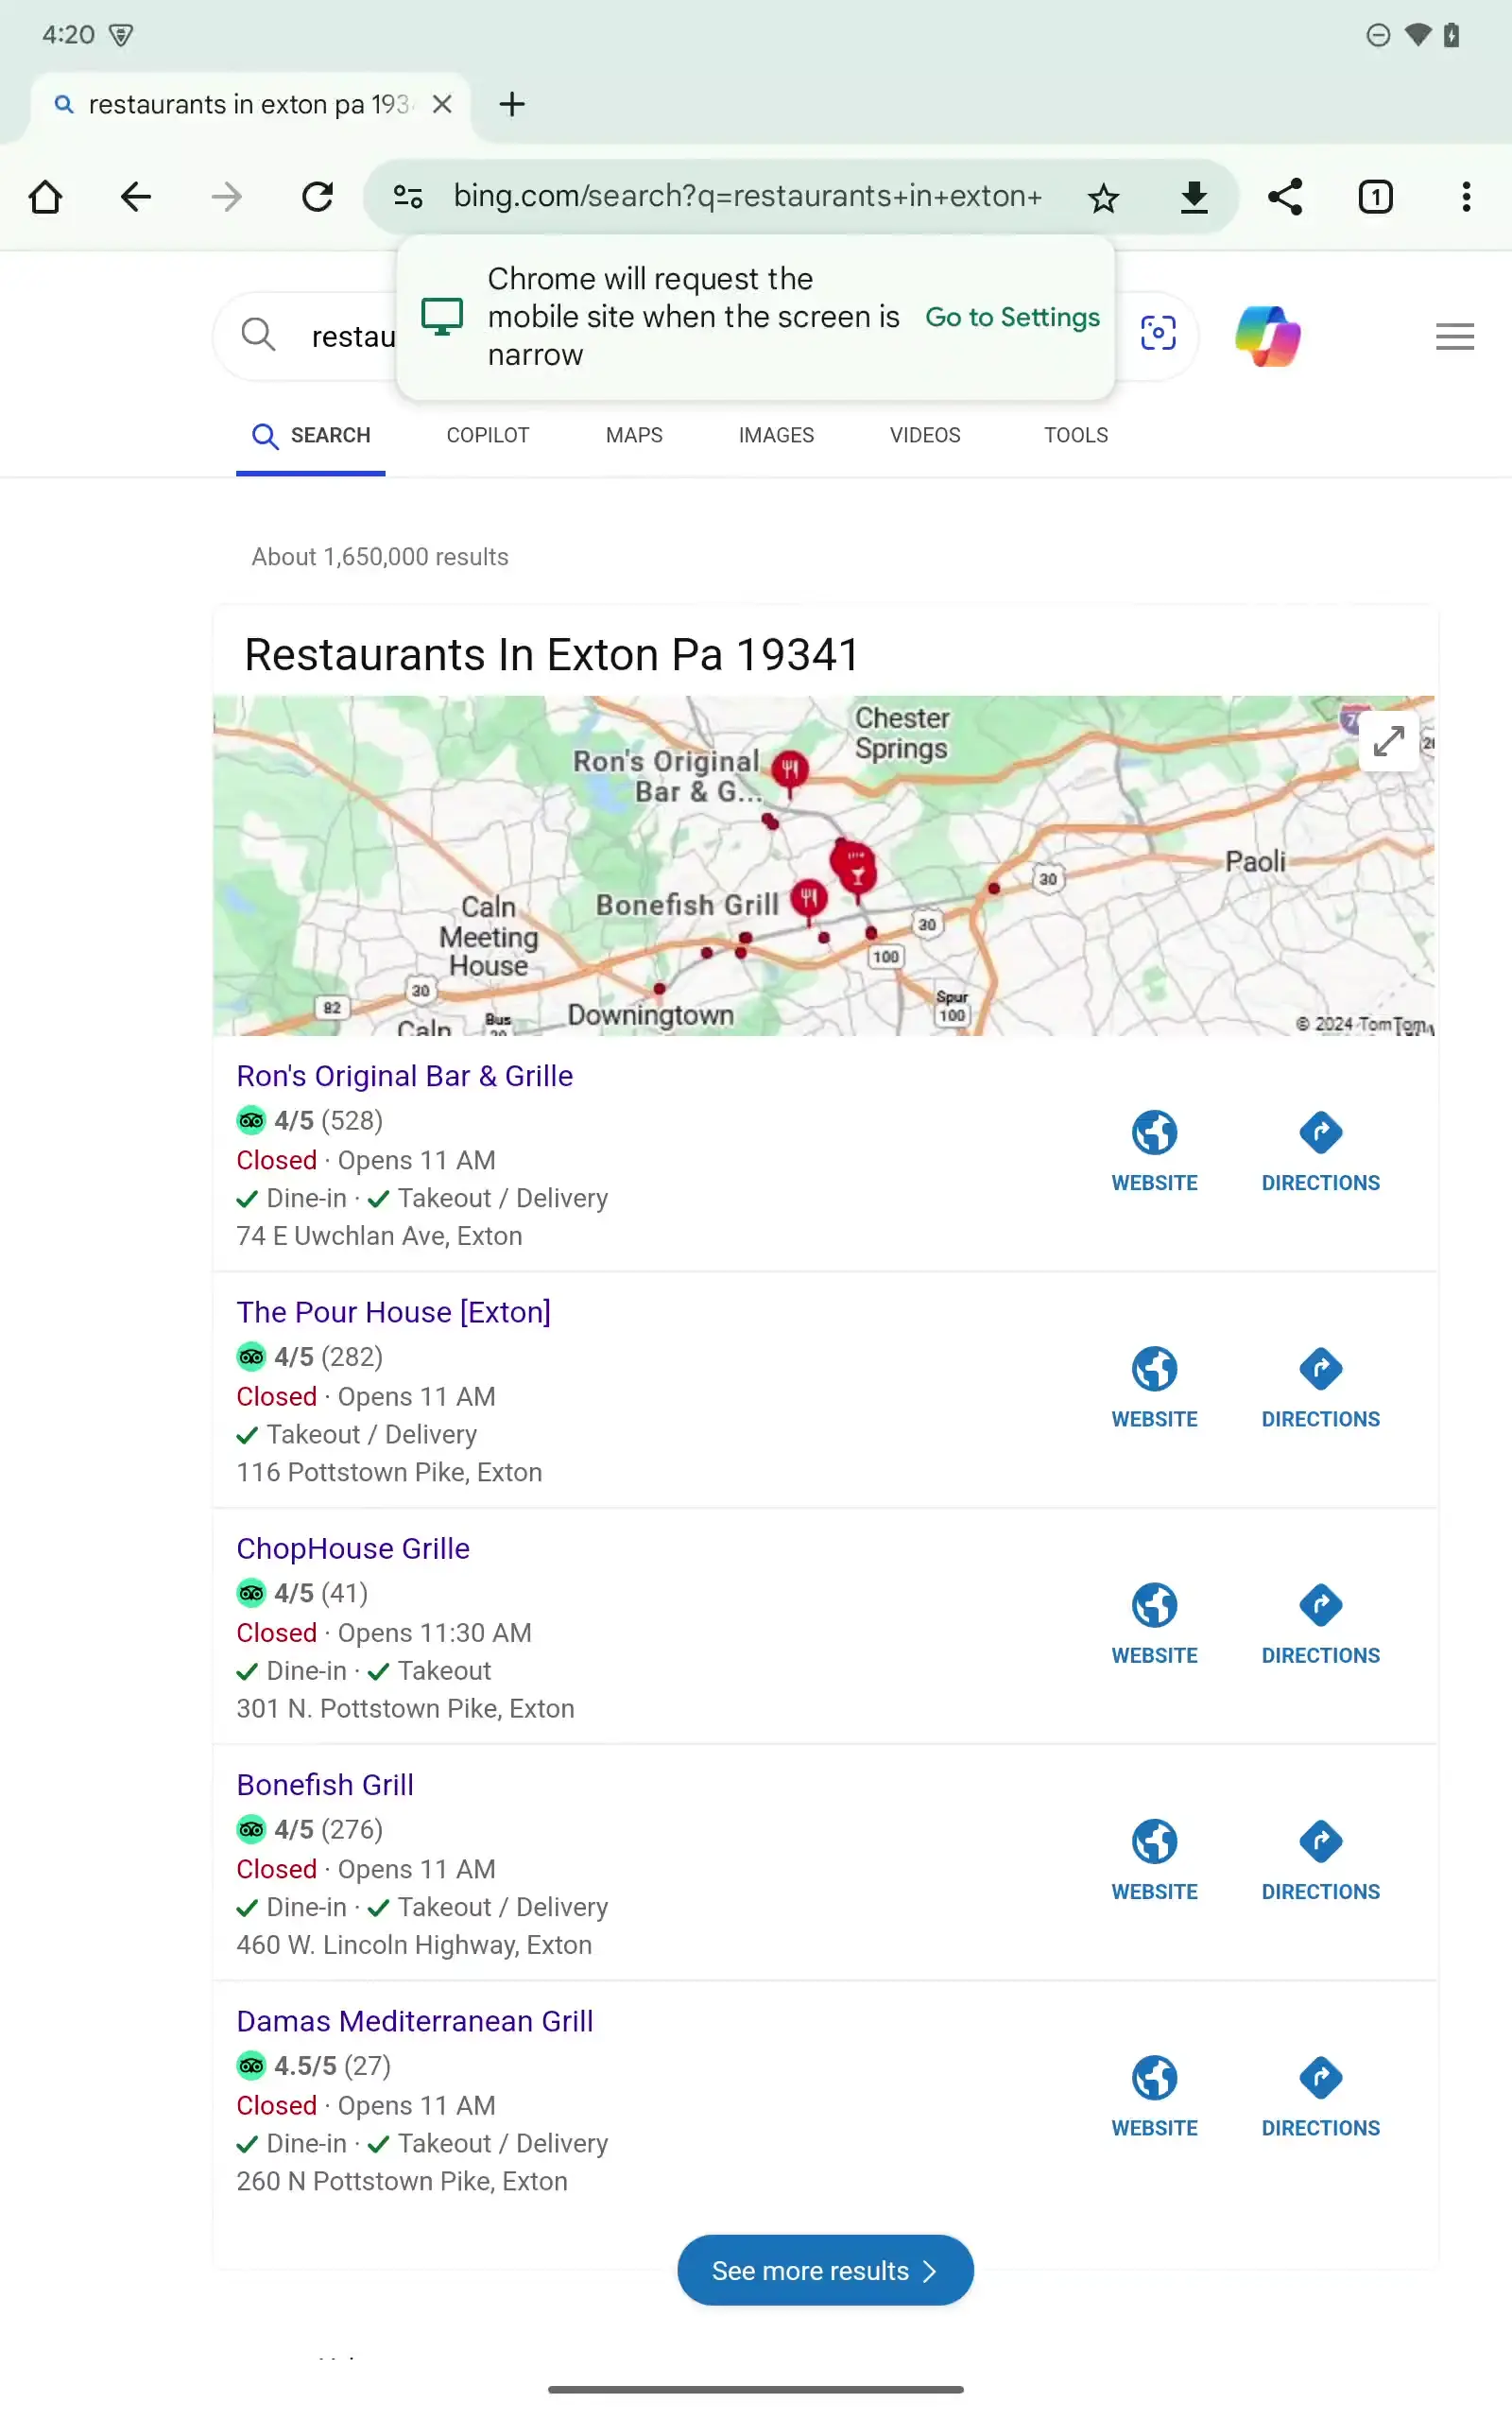 4:20
restaurants in exton pa 193
bing.com/search?q=restaurants+in+exton+
1
Chrome will request the
mobile site when the screen is
narrow
Go to Settings
restau
SEARCH
COPILOT
MAPS
IMAGES
VIDEOS
TOOLS
About 1,650,000 results
Restaurants In Exton Pa 19341
Chester
Springs
Ron's Original
Bar & G...
Paoli
30
Bonefish Grill
Caln
Meeting
House
30
100
30
82
Spur
100
Downingtown
Caln
Bus
© 2024 TomTom
Ron's Original Bar & Grille
4/5 (528)
Closed · Opens 11 AM
Dine-in · Takeout / Delivery
74 E Uwchlan Ave, Exton
WEBSITE
DIRECTIONS
The Pour House [Exton]
4/5 (282)
Closed · Opens 11 AM
Takeout / Delivery
116 Pottstown Pike, Exton
WEBSITE
DIRECTIONS
ChopHouse Grille
4/5 (41)
Closed · Opens 11:30 AM
Dine-in · Takeout
301 N. Pottstown Pike, Exton
WEBSITE
DIRECTIONS
Bonefish Grill
4/5 (276)
Closed · Opens 11 AM
Dine-in · Takeout / Delivery
460 W. Lincoln Highway, Exton
WEBSITE
DIRECTIONS
Damas Mediterranean Grill
4.5/5 (27)
Closed · Opens 11 AM
Dine-in · Takeout / Delivery
260 N Pottstown Pike, Exton
WEBSITE
DIRECTIONS
See more results